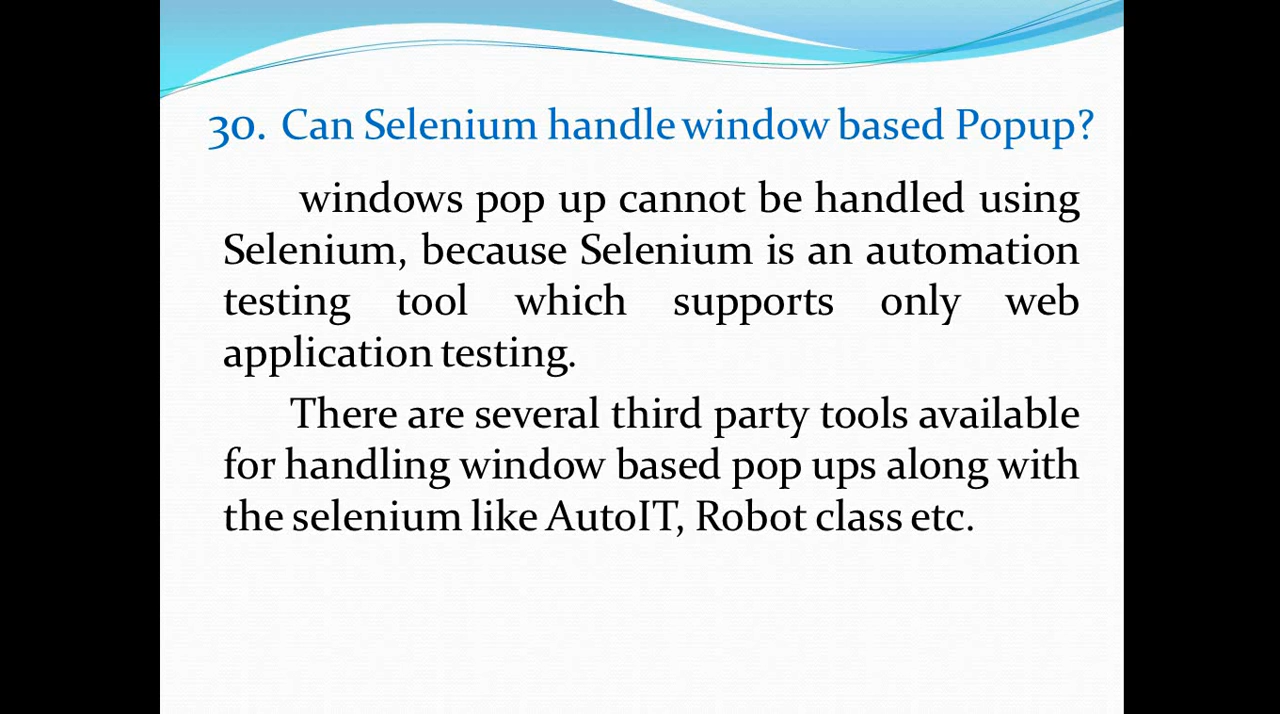 30. Can Selenium handle window based Popup?
windows pop up cannot be handled using
Selenium, because Selenium is an automation
testing tool which supports only web
application testing.
There are several third party tools available
for handling window based pop ups along with
the selenium like AutoIT, Robot class etc.